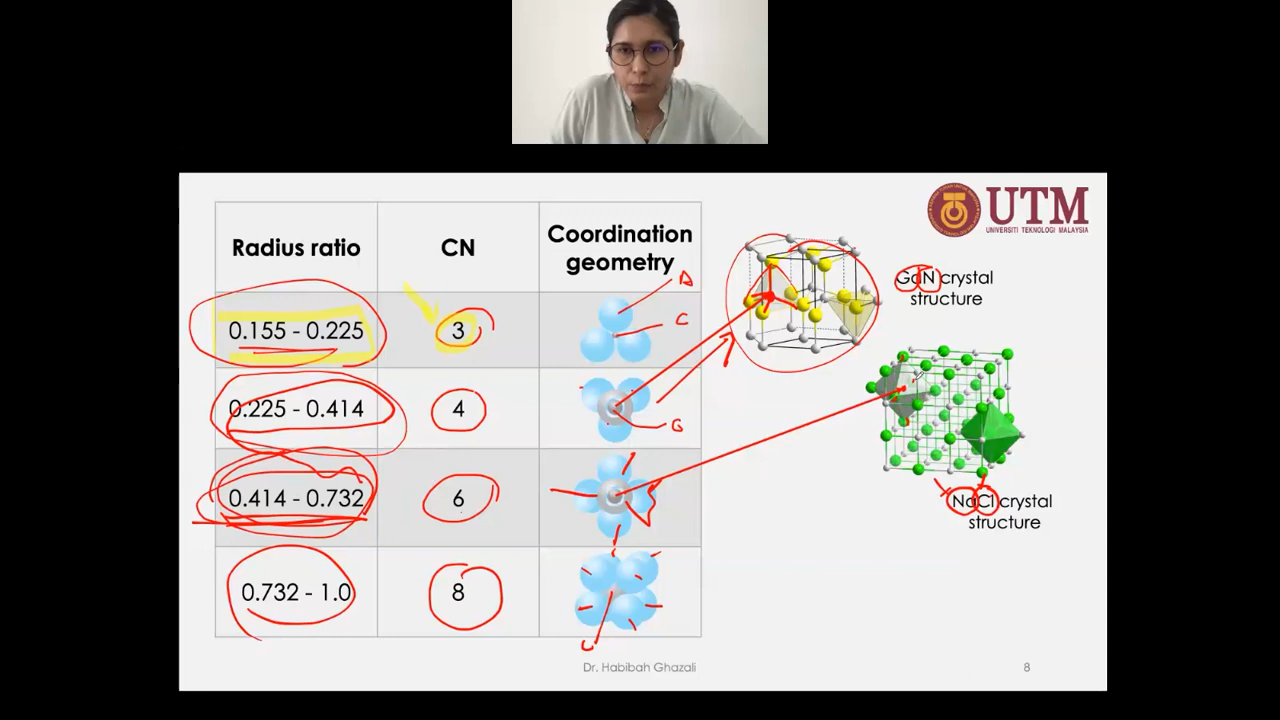 UTM
UNIVERSITI TEKNOLOGI MALAYSIA
Radius ratio
CN
Coordination
geometry
0.155 - 0.225
3
A
C
0.225 - 0.414
4
0.414 - 0.732
6
0.732 - 1.0
8
GaN crystal
structure
NaCl crystal
structure
Dr. Habibah Ghazali
8